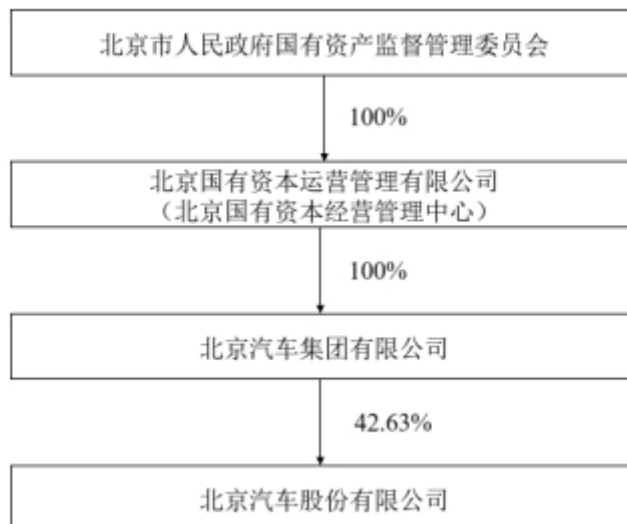 北京市人民政府国有资产监督管理委员会
100%
北京国有资本运营管理有限公司
（北京国有资本经营管理中心）
100%
北京汽车集团有限公司
42.63%
北京汽车股份有限公司